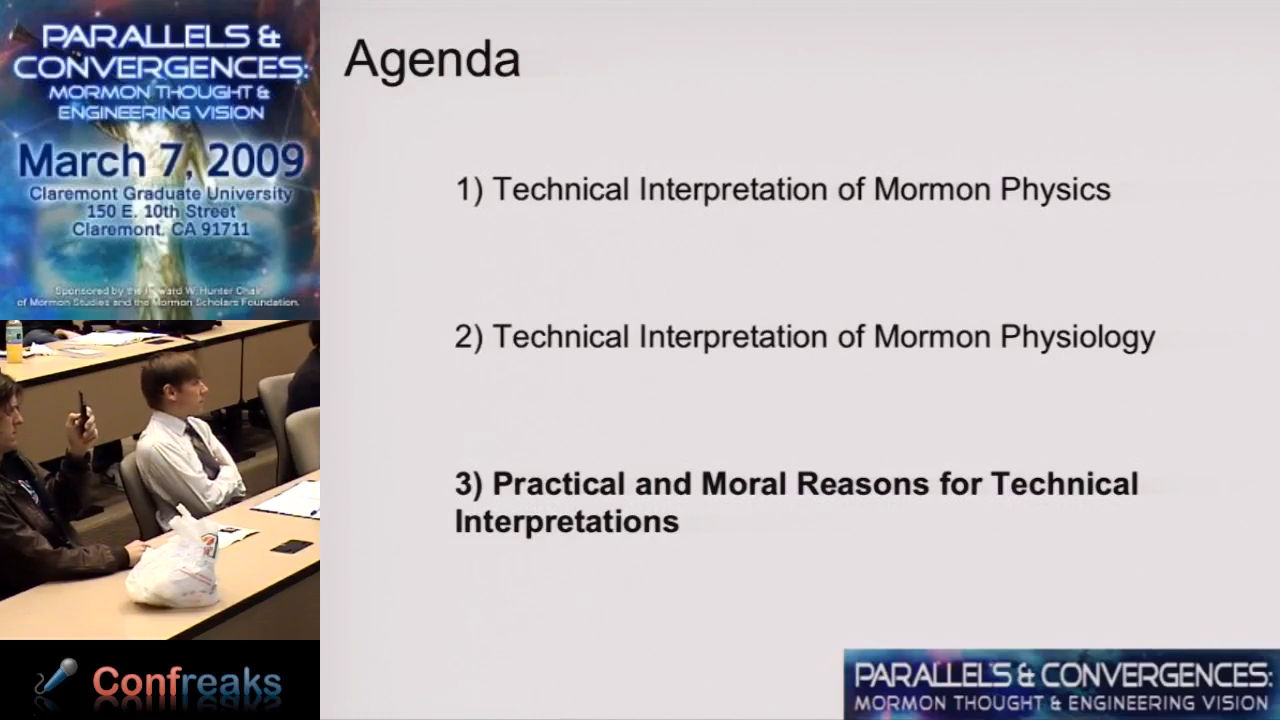 PARALLELS &
CONVERGENCES:
MORMON THOUGHT &
ENGINEERING VISION
March 7, 2009
Claremont Graduate University
150 E. 10th Street
Claremont, CA 91711
Sponsored by the Howard W. Hunter Chair
of Mormon Studies and the Mormon Scholars Foundation.
Confreaks
Agenda
1) Technical Interpretation of Mormon Physics
2) Technical Interpretation of Mormon Physiology
3) Practical and Moral Reasons for Technical
Interpretations
PARALLELS & CONVERGENCES:
MORMON THOUGHT & ENGINEERING VISION